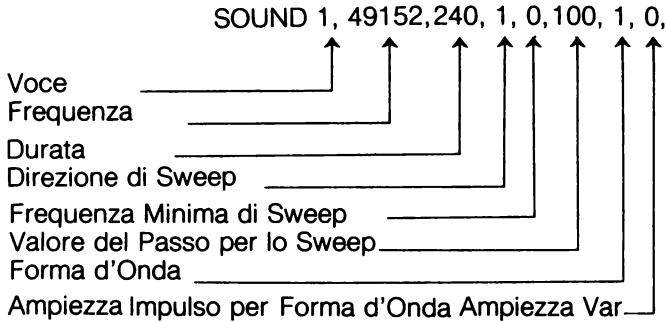 SOUND 1, 49152,240, 1, 0,100, 1, 0,
Voce
Frequenza
Durata
Direzione di Sweep
Frequenza Minima di Sweep
Valore del Passo per lo Sweep
Forma d'Onda
Ampiezza Impulso per Forma d'Onda Ampiezza Var